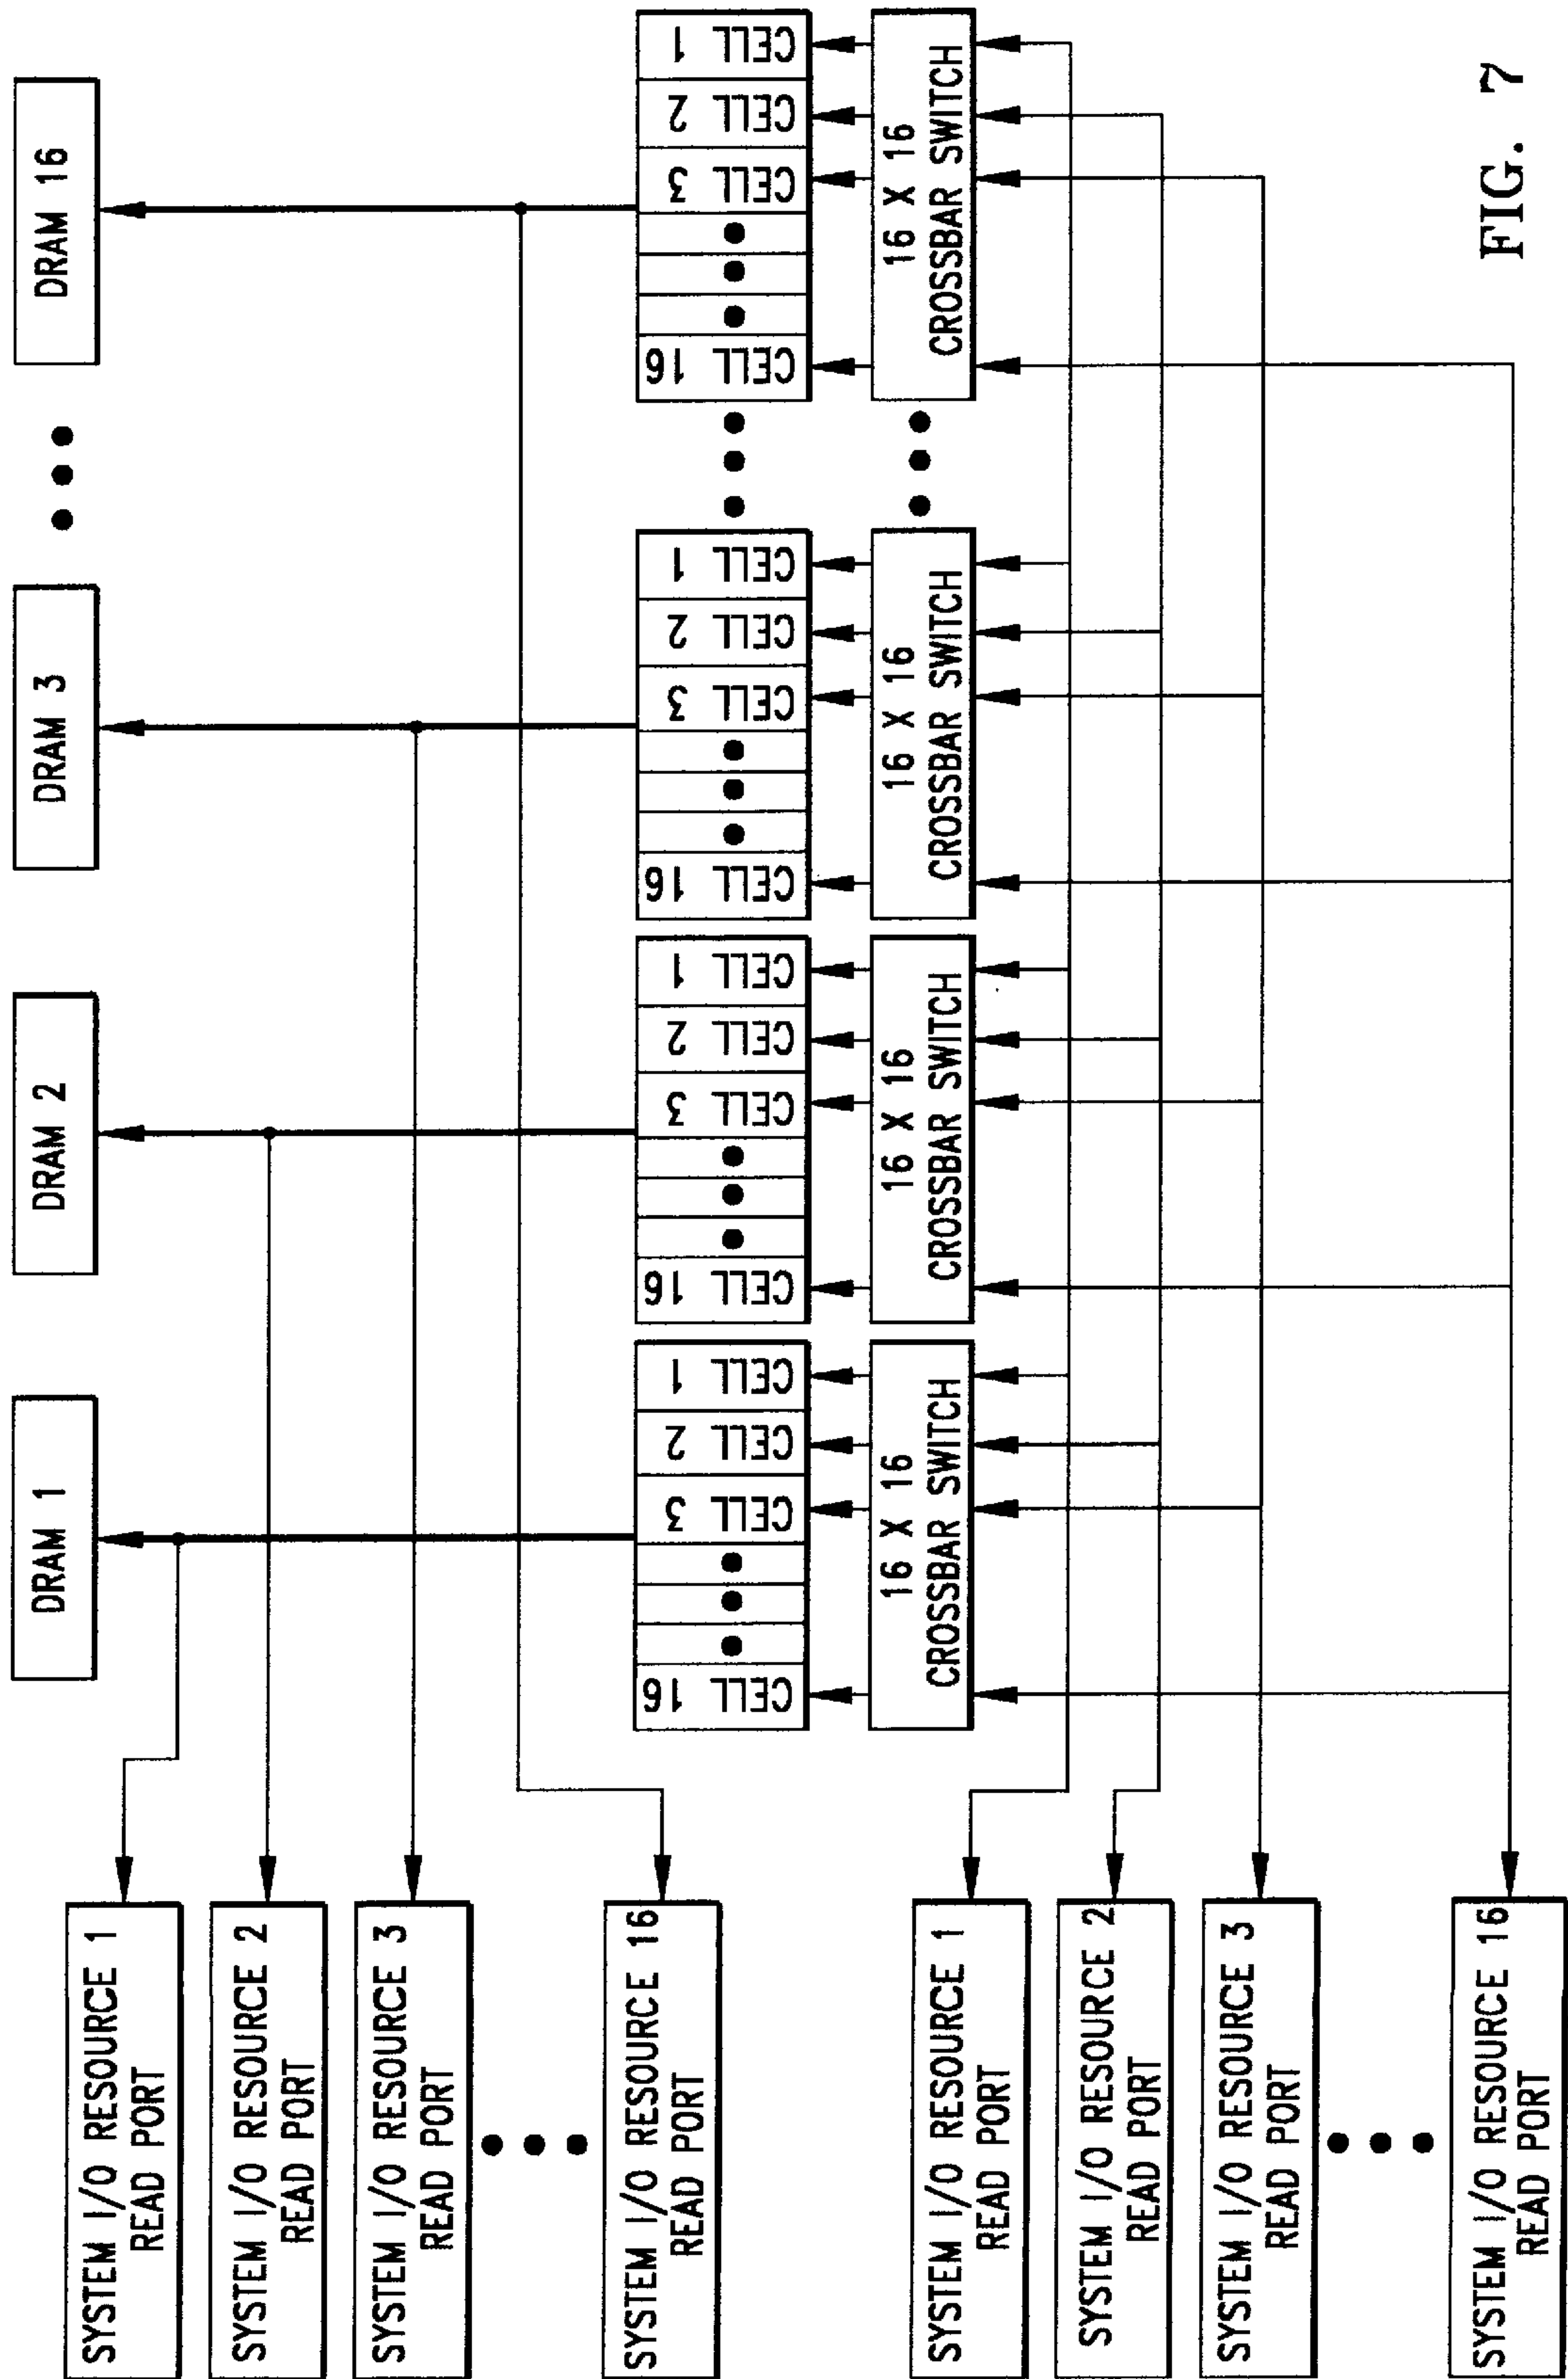 DRAM 1
DRAM 2
DRAM 3
DRAM 16
SYSTEM I/O RESOURCE 1
READ PORT
SYSTEM I/O RESOURCE 2
READ PORT
SYSTEM I/O RESOURCE 3
READ PORT
SYSTEM I/O RESOURCE 16
READ PORT
CELL 16
CELL 3
CELL 2
CELL 1
CELL 16
CELL 3
CELL 2
CELL 1
CELL 16
CELL 3
CELL 2
CELL 1
CELL 16
CELL 3
CELL 2
CELL 1
16 X 16
CROSSBAR SWITCH
16 X 16
CROSSBAR SWITCH
16 X 16
CROSSBAR SWITCH
16 X 16
CROSSBAR SWITCH
SYSTEM I/O RESOURCE 1
READ PORT
SYSTEM I/O RESOURCE 2
READ PORT
SYSTEM I/O RESOURCE 3
READ PORT
SYSTEM I/O RESOURCE 16
READ PORT
FIG. 7